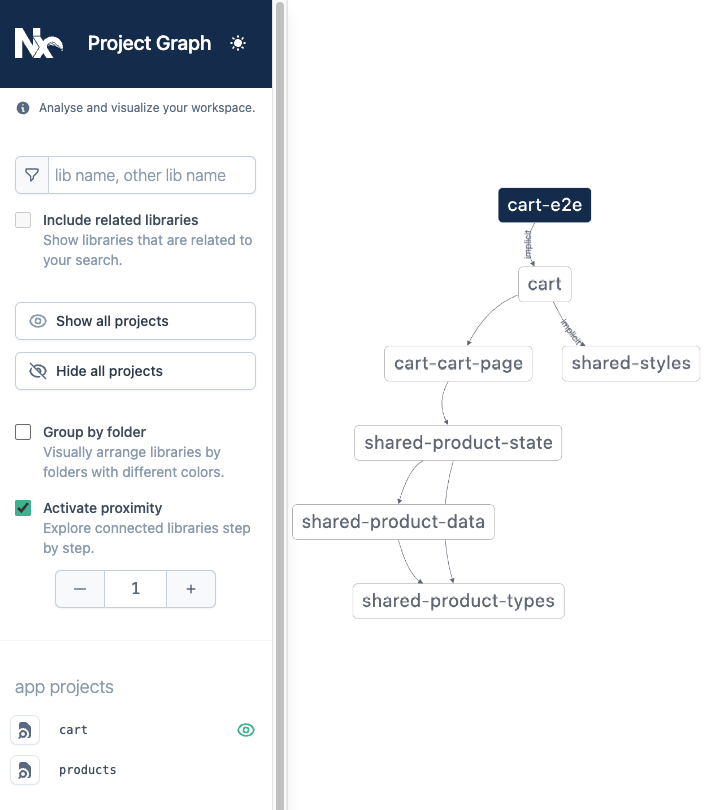 Nx
Project Graph
Analyse and visualize your workspace.
lib name, other lib name
Include related libraries
Show libraries that are related to
your search.
Show all projects
Hide all projects
Group by folder
Visually arrange libraries by
folders with different colors.
Activate proximity
Explore connected libraries step
by step.
− 1 +
app projects
cart
products
cart-e2e
implicit
cart
implicit
cart-cart-page
shared-styles
shared-product-state
shared-product-data
shared-product-types